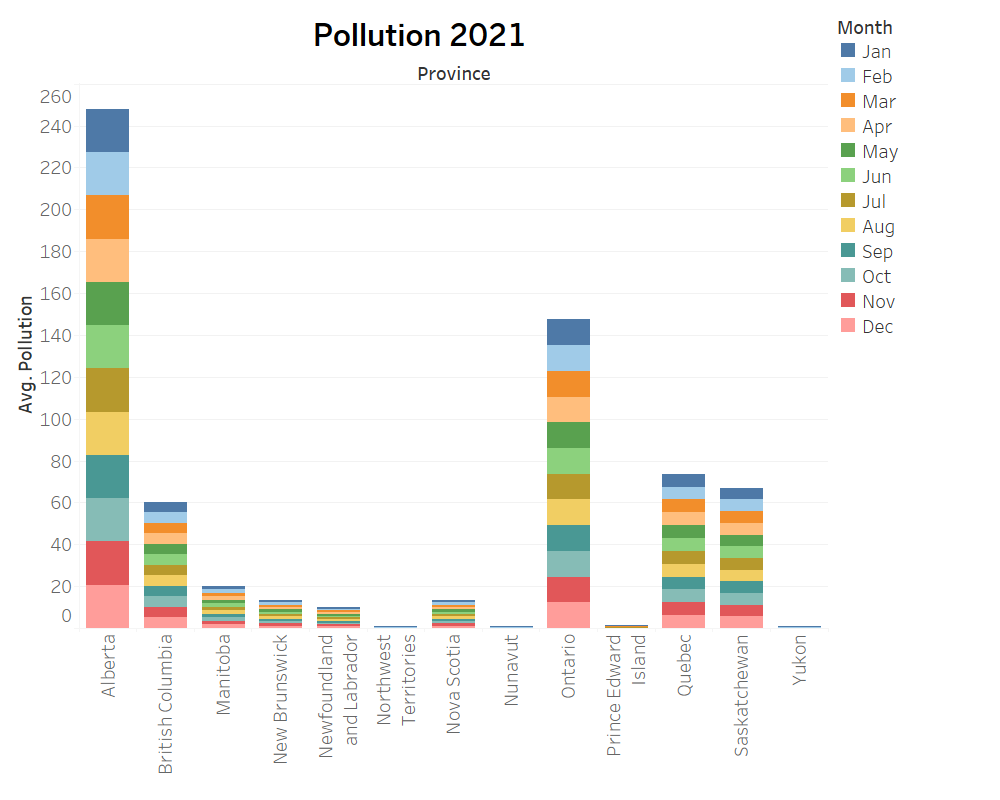 Pollution 2021
Province
Month
Jan
Feb
Mar
Apr
May
Jun
Jul
Aug
Sep
Oct
Nov
Dec
Avg. Pollution
260
240
220
200
180
160
140
120
100
80
60
40
20
0
Alberta
British Columbia
Manitoba
New Brunswick
Newfoundland
and Labrador
Northwest
Territories
Nova Scotia
Nunavut
Ontario
Prince Edward
Island
Quebec
Saskatchewan
Yukon